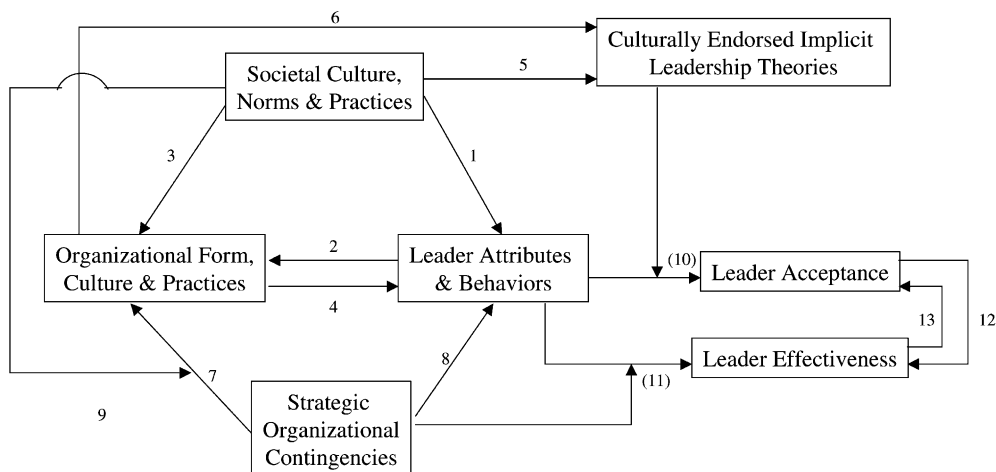 6
Culturally Endorsed Implicit
Leadership Theories
Societal Culture,
Norms & Practices
5
3
1
Organizational Form,
Culture & Practices
2
4
Leader Attributes
& Behaviors
(10)
Leader Acceptance
13
12
Leader Effectiveness
(11)
8
7
9
Strategic
Organizational
Contingencies